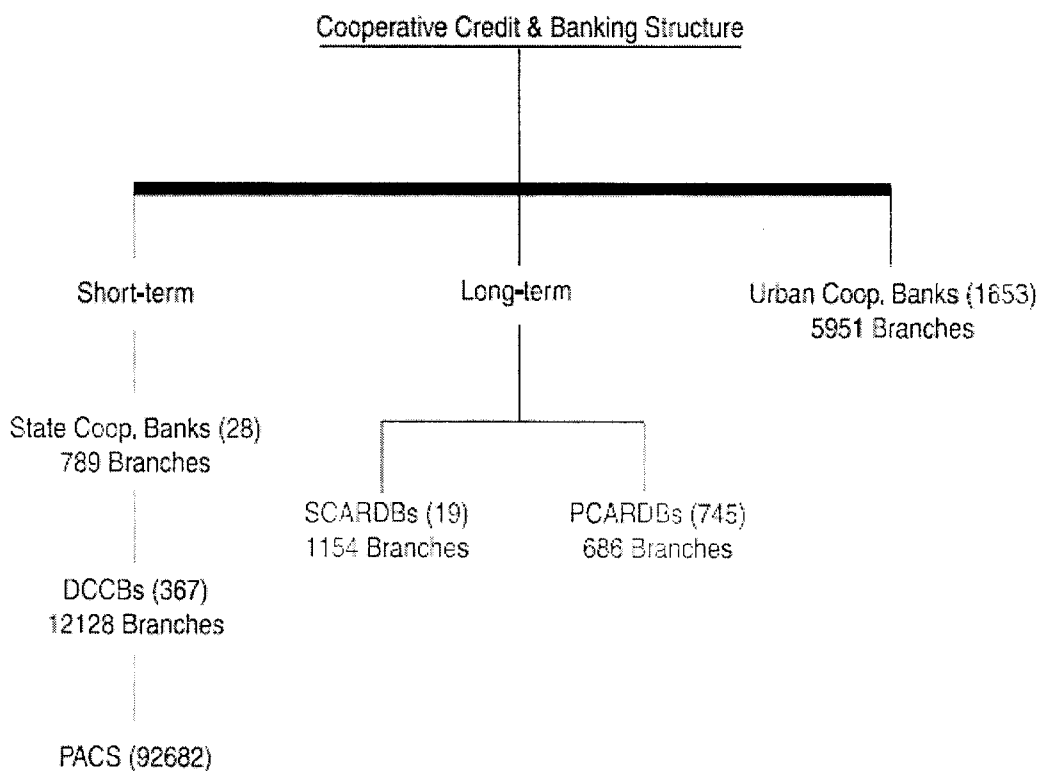 Cooperative Credit & Banking Structure
Short-term
Long-term
Urban Coop. Banks (1653)
5951 Branches
State Coop. Banks (28)
789 Branches
SCARDBs (19)
1154 Branches
PCARDBs (745)
686 Branches
DCCBs (367)
12128 Branches
PACS (92682)